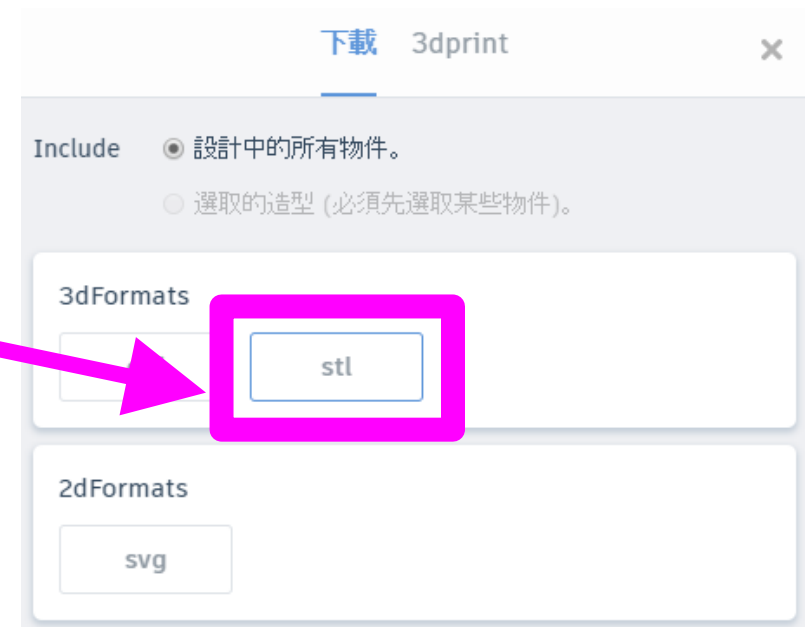 下載 3dprint
Include 設計中的所有物件。
選取的造型 (必須先選取某些物件)。
3dFormats
stl
2dFormats
svg